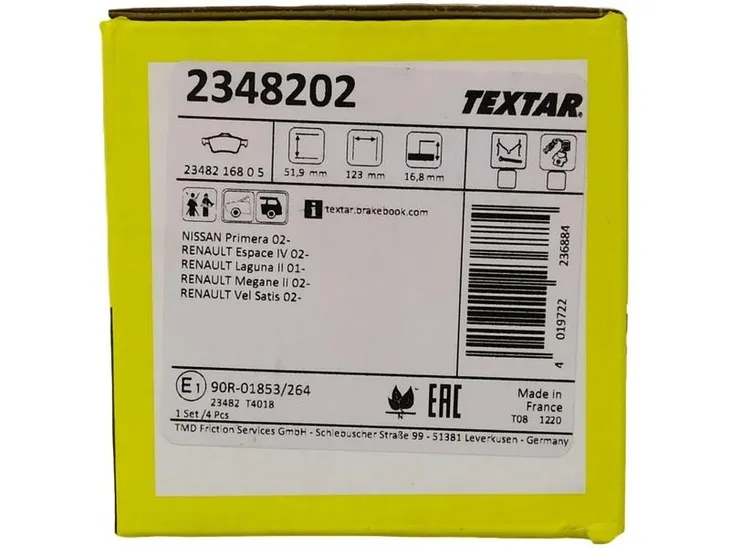 2348202
TEXTAR
23482 168 0 5
51,9 mm
123 mm
16,8 mm
i textar.brakebook.com
NISSAN Primera 02-
RENAULT Espace IV 02-
RENAULT Laguna II 01-
RENAULT Megane II 02-
RENAULT Vel Satis 02-
4 019722 236884
E1 90R-01853/264
23482 T4018
1 Set/4 Pcs
N
EAC
Made in
France
T08 1220
TMD Friction Services GmbH - Schlebuscher Straße 99 - 51381 Leverkusen - Germany